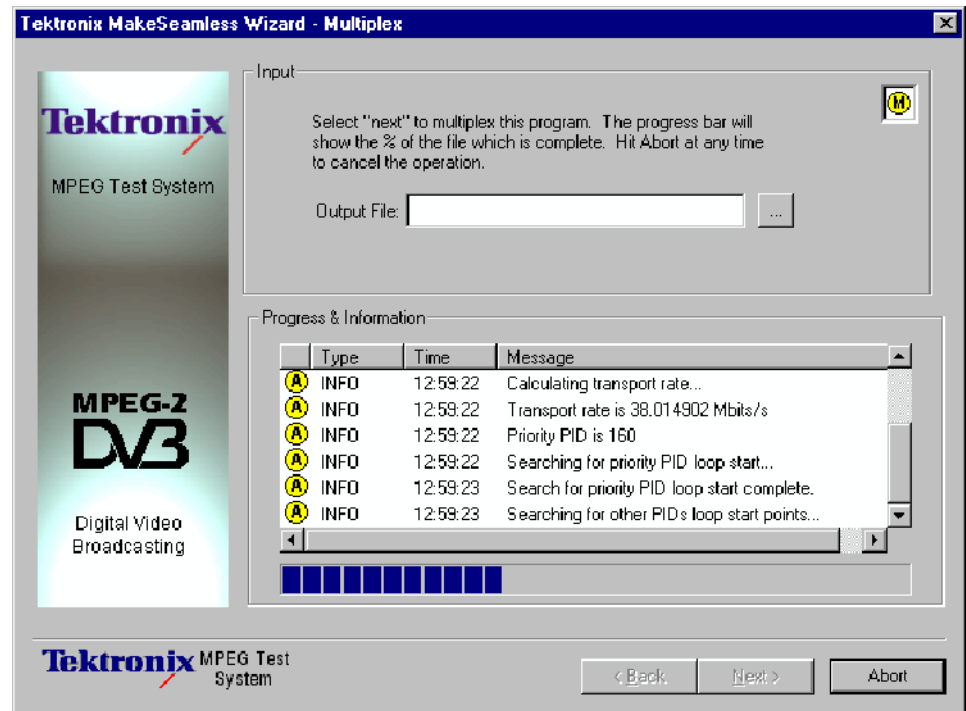 Tektronix MakeSeamless Wizard - Multiplex
Tektronix
MPEG Test System
MPEG-2
DVB
Digital Video
Broadcasting
Input
M
Select "next" to multiplex this program. The progress bar will
show the % of the file which is complete. Hit Abort at any time
to cancel the operation.
Output File:
...
Progress & Information
Type Time Message
A INFO 12:59:22 Calculating transport rate...
A INFO 12:59:22 Transport rate is 38.014902 Mbits/s
A INFO 12:59:22 Priority PID is 160
A INFO 12:59:22 Searching for priority PID loop start...
A INFO 12:59:23 Search for priority PID loop start complete.
A INFO 12:59:23 Searching for other PIDs loop start points...
Tektronix MPEG Test
System
< Back
Next >
Abort